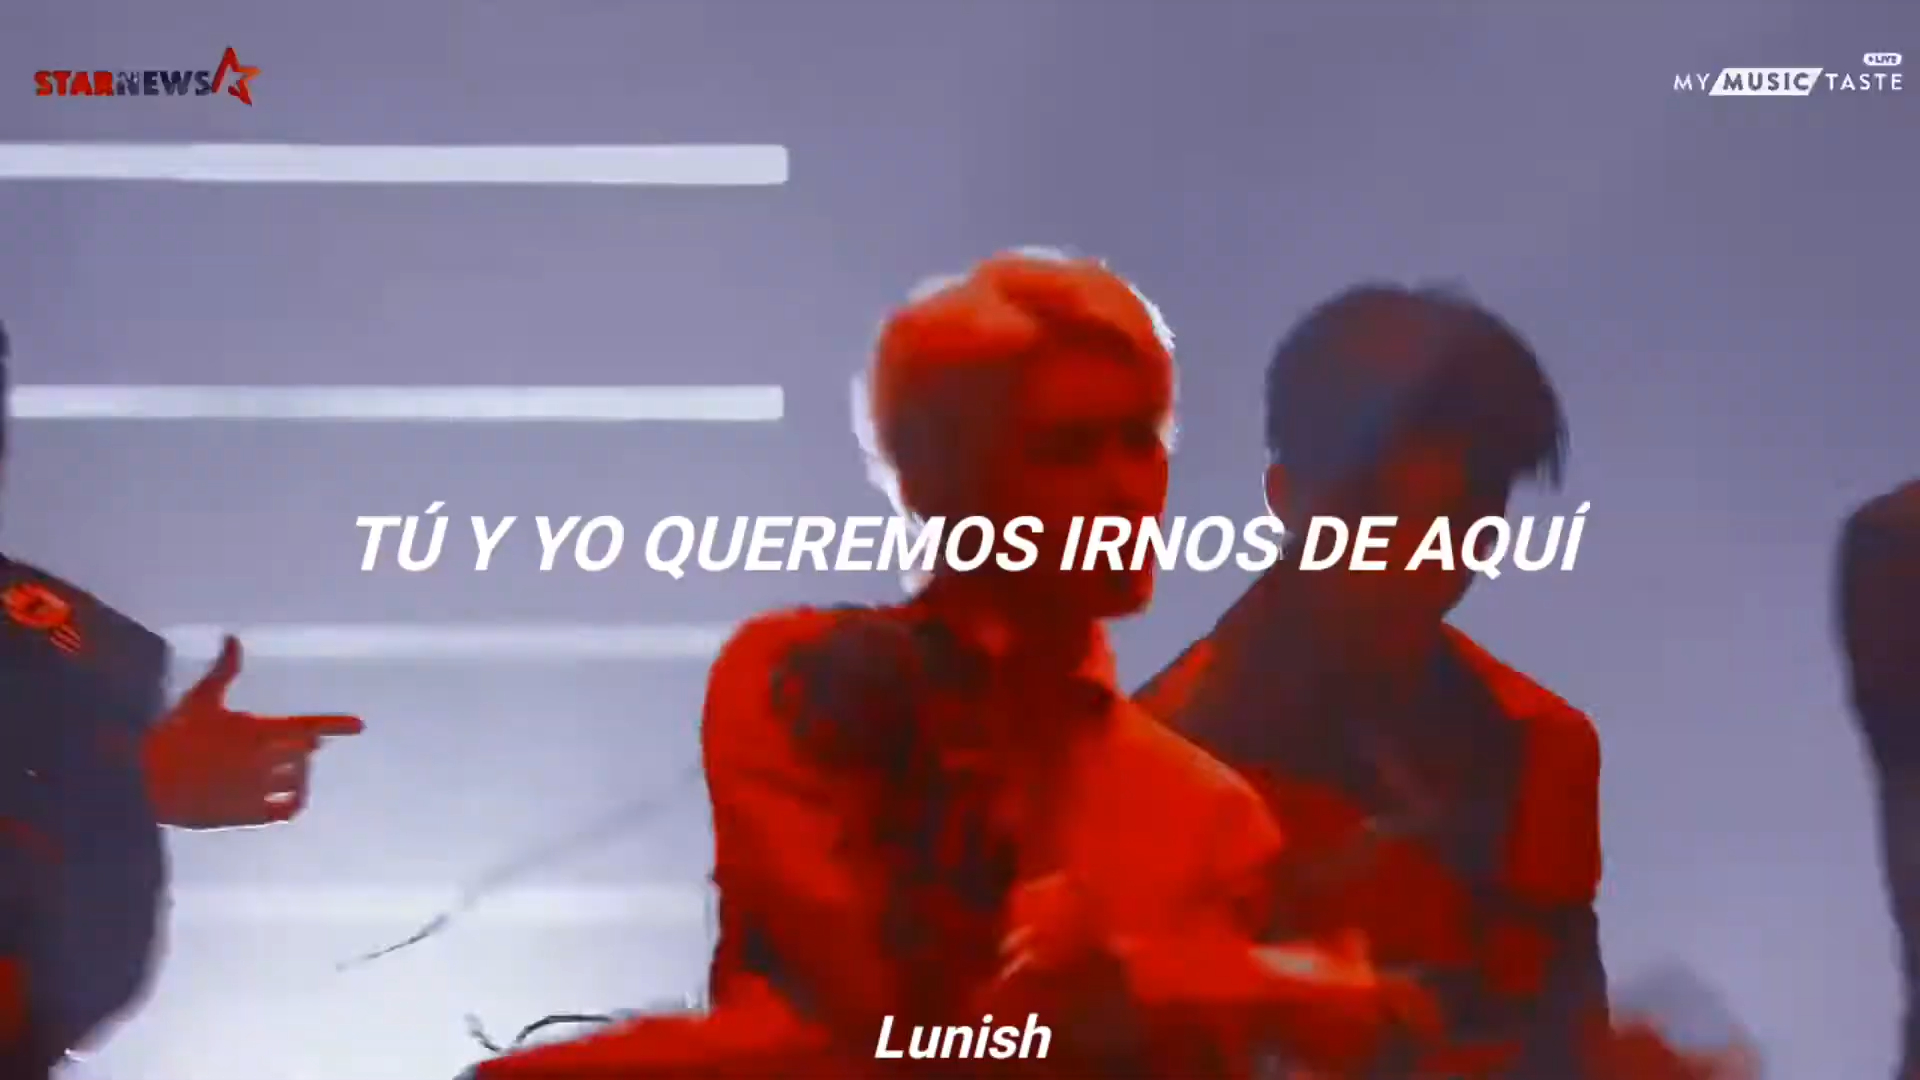 STARNEWS
LIVE
MY MUSIC TASTE
TÚ Y YO QUEREMOS IRNOS DE AQUÍ
Lunish